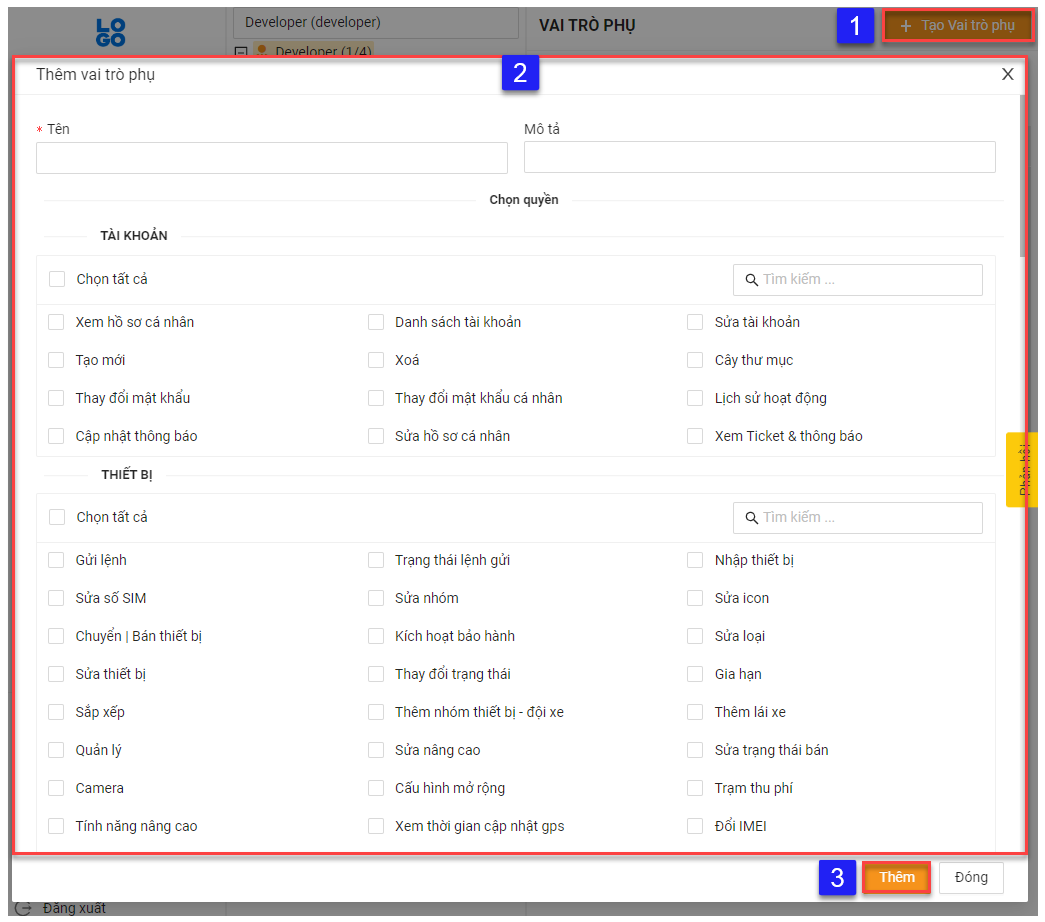 LO
GO
Developer (developer)
VAI TRÒ PHỤ
1
+ Tạo Vai trò phụ
Developer (1/4)
Thêm vai trò phụ
2
X
* Tên
Mô tả
Chọn quyền
TÀI KHOẢN
Chọn tất cả
Tìm kiếm ...
Xem hồ sơ cá nhân
Danh sách tài khoản
Sửa tài khoản
Tạo mới
Xoá
Cây thư mục
Thay đổi mật khẩu
Thay đổi mật khẩu cá nhân
Lịch sử hoạt động
Cập nhật thông báo
Sửa hồ sơ cá nhân
Xem Ticket & thông báo
Phản hồi
THIẾT BỊ
Chọn tất cả
Tìm kiếm ...
Gửi lệnh
Trạng thái lệnh gửi
Nhập thiết bị
Sửa số SIM
Sửa nhóm
Sửa icon
Chuyển | Bán thiết bị
Kích hoạt bảo hành
Sửa loại
Sửa thiết bị
Thay đổi trạng thái
Gia hạn
Sắp xếp
Thêm nhóm thiết bị - đội xe
Thêm lái xe
Quản lý
Sửa nâng cao
Sửa trạng thái bán
Camera
Cấu hình mở rộng
Trạm thu phí
Tính năng nâng cao
Xem thời gian cập nhật gps
Đổi IMEI
3
Thêm
Đóng
Đăng xuất